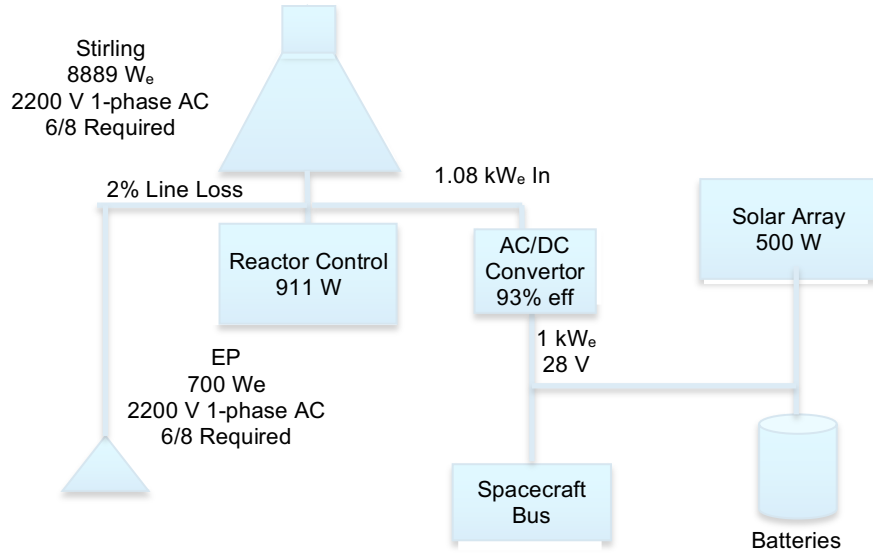 Stirling
8889 Wₑ
2200 V 1-phase AC
6/8 Required
2% Line Loss
1.08 kWₑ In
Reactor Control
911 W
AC/DC
Convertor
93% eff
Solar Array
500 W
1 kWₑ
28 V
EP
700 We
2200 V 1-phase AC
6/8 Required
Spacecraft
Bus
Batteries